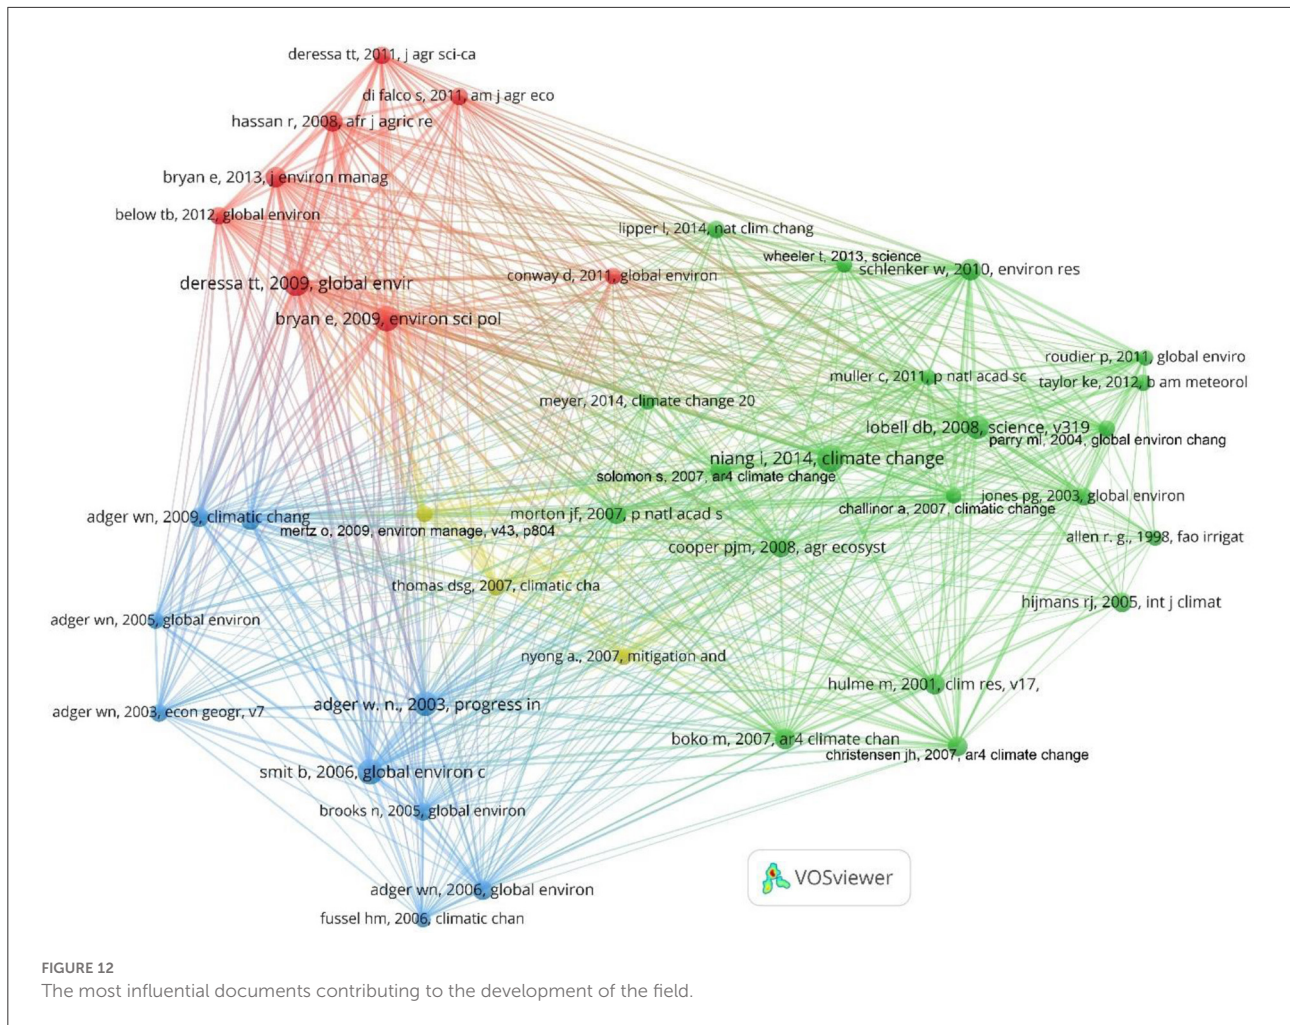 deressa tt, 2011, j agr sci-ca
di falco s, 2011, am j agr eco
hassan r, 2008, afr j agric re
bryan e, 2013, j environ manag
below tb, 2012, global environ
lipper l, 2014, nat clim chang
wheeler t, 2013, science
schlenker w, 2010, environ res
conway d, 2011, global environ
deressa tt, 2009, global envir
bryan e, 2009, environ sci pol
roudier p, 2011, global enviro
muller c, 2011, p natl acad sc
taylor ke, 2012, b am meteorol
meyer, 2014, climate change 20
lobell db, 2008, science, v319
parry ml, 2004, global environ chang
niang i, 2014, climate change
solomon s, 2007, ar4 climate change
jones pg, 2003, global environ
challinor a, 2007, climatic change
adger wn, 2009, climatic chang
mertz o, 2009, environ manage, v43, p804
morton jf, 2007, p natl acad s
allen r. g., 1998, fao irrigat
cooper pjm, 2008, agr ecosyst
thomas dsg, 2007, climatic cha
hijmans rj, 2005, int j climat
adger wn, 2005, global environ
nyong a., 2007, mitigation and
hulme m, 2001, clim res, v17,
adger w. n., 2003, progress in
adger wn, 2003, econ geogr, v7
boko m, 2007, ar4 climate chan
christensen jh, 2007, ar4 climate change
smit b, 2006, global environ c
brooks n, 2005, global environ
adger wn, 2006, global environ
fussel hm, 2006, climatic chan
VOSviewer
FIGURE 12
The most influential documents contributing to the development of the field.